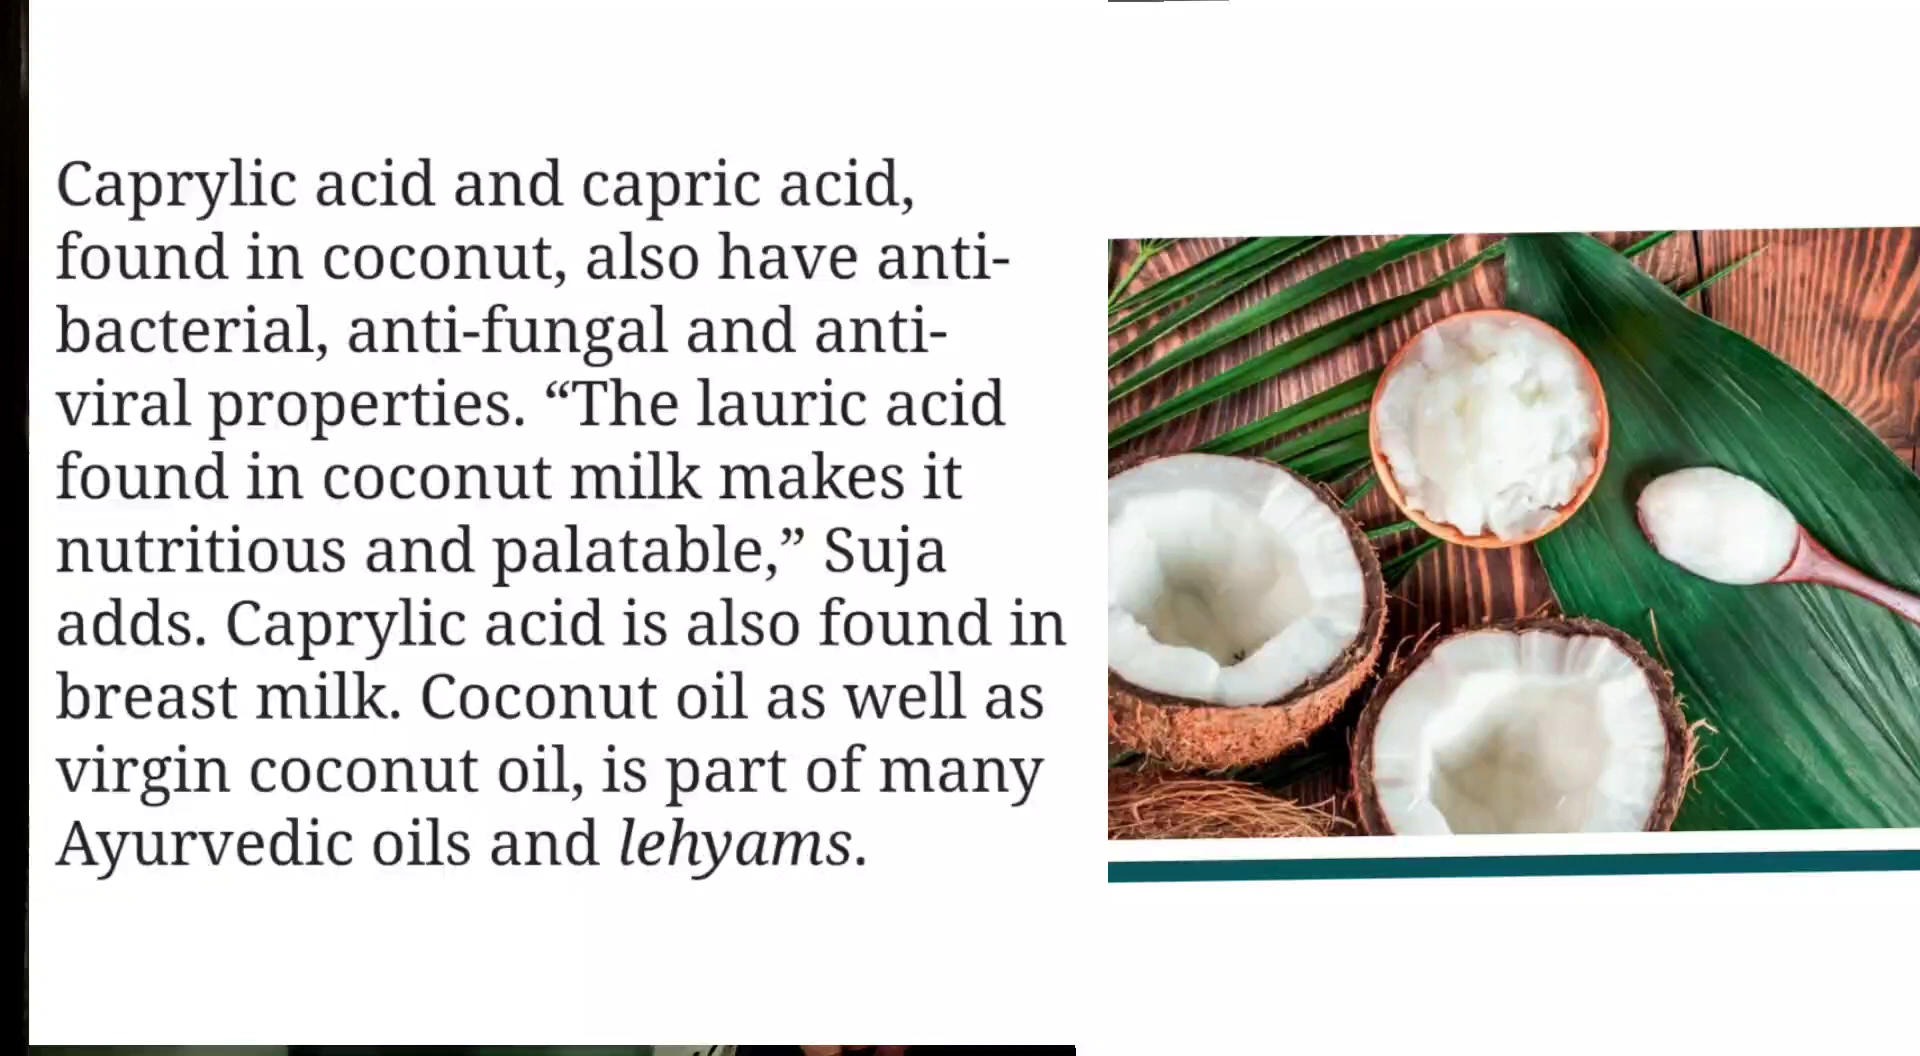 Caprylic acid and capric acid,
found in coconut, also have anti-
bacterial, anti-fungal and anti-
viral properties. “The lauric acid
found in coconut milk makes it
nutritious and palatable,” Suja
adds. Caprylic acid is also found in
breast milk. Coconut oil as well as
virgin coconut oil, is part of many
Ayurvedic oils and lehyams.